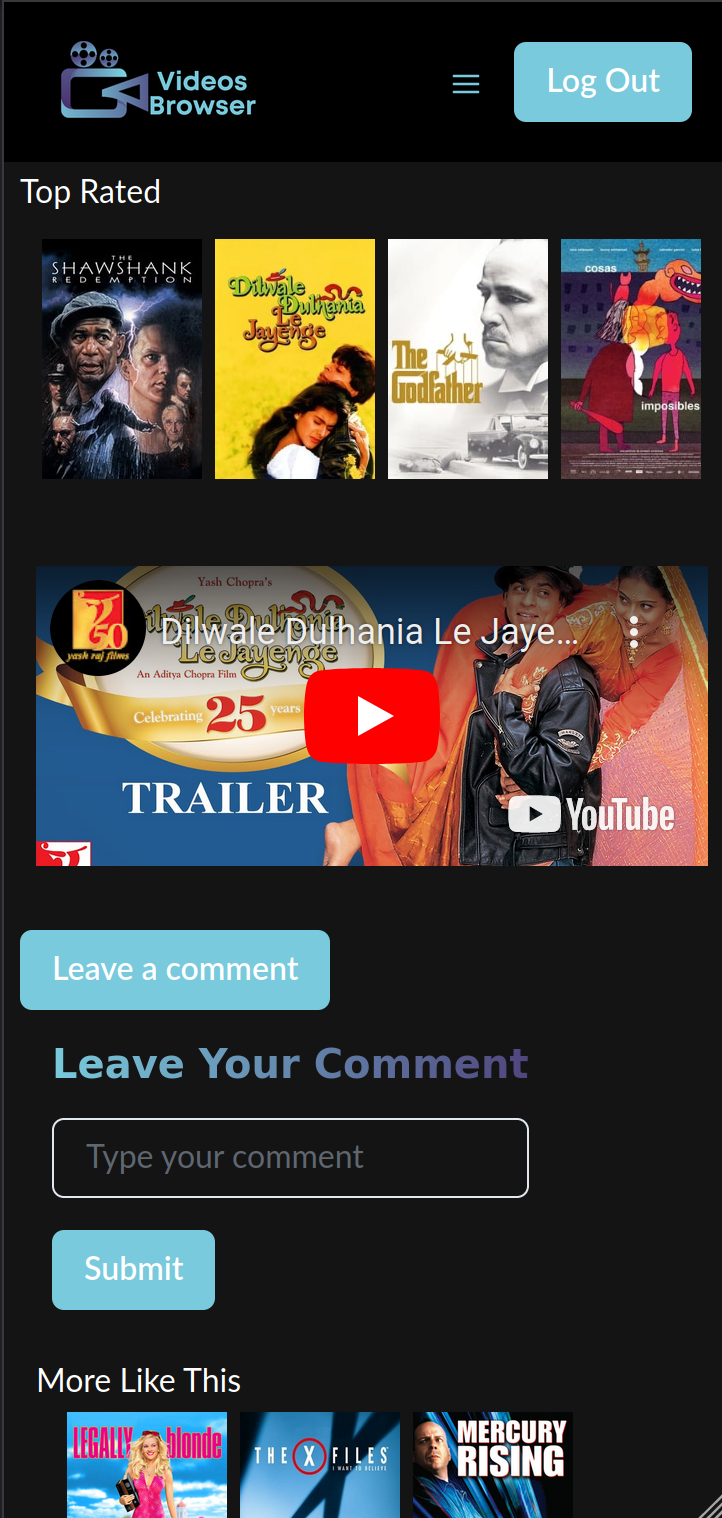 Videos
Browser
Log Out
Top Rated
THE
SHAWSHANK
REDEMPTION
Dilwale
Dulhania
Le
Jayenge
The
Godfather
cosas
imposibles
Yash Chopra's
Dilwale Dulhania Le Jaye...
Dilwale Dulhania
Le Jayenge
An Aditya Chopra Film
50
yash raj films
Celebrating 25 years
TRAILER
YouTube
Leave a comment
Leave Your Comment
Type your comment
Submit
More Like This
LEGALLY blonde
THE X FILES
I WANT TO BELIEVE
MERCURY
RISING